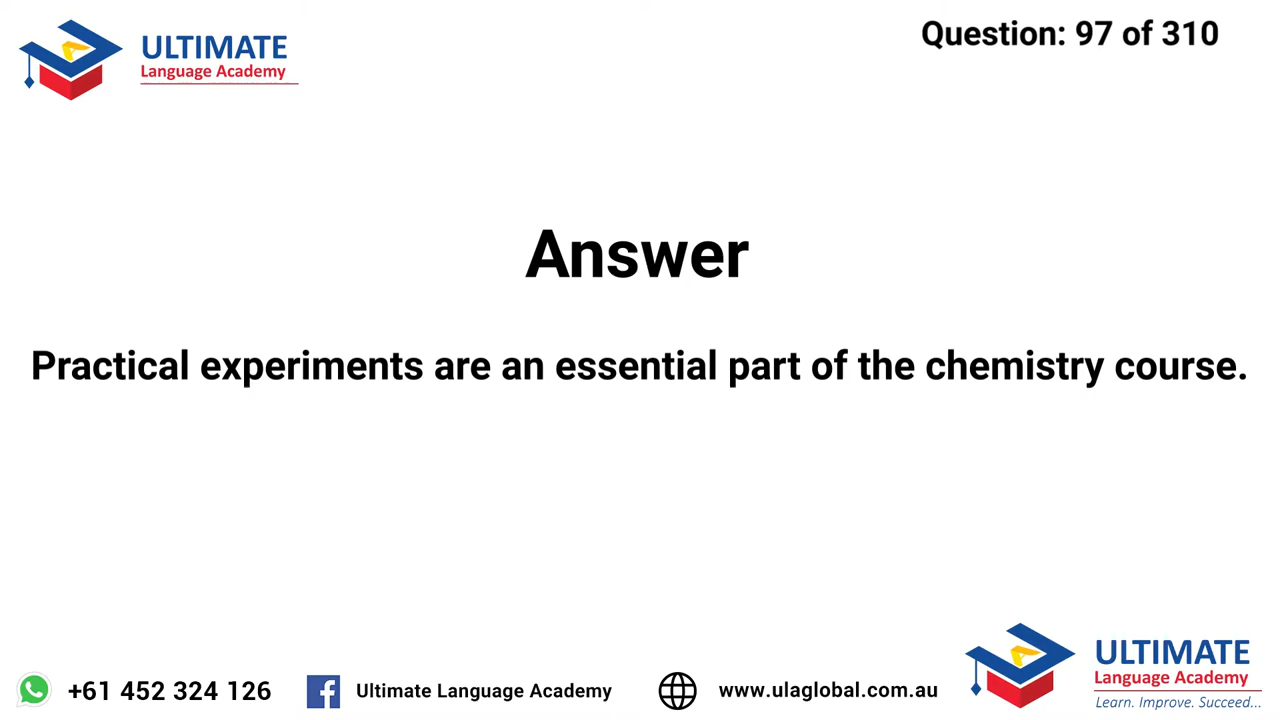 ULTIMATE
Language Academy
Question: 97 of 310
Answer
Practical experiments are an essential part of the chemistry course.
+61 452 324 126
Ultimate Language Academy
www.ulaglobal.com.au
ULTIMATE
Language Academy
Learn. Improve. Succeed...